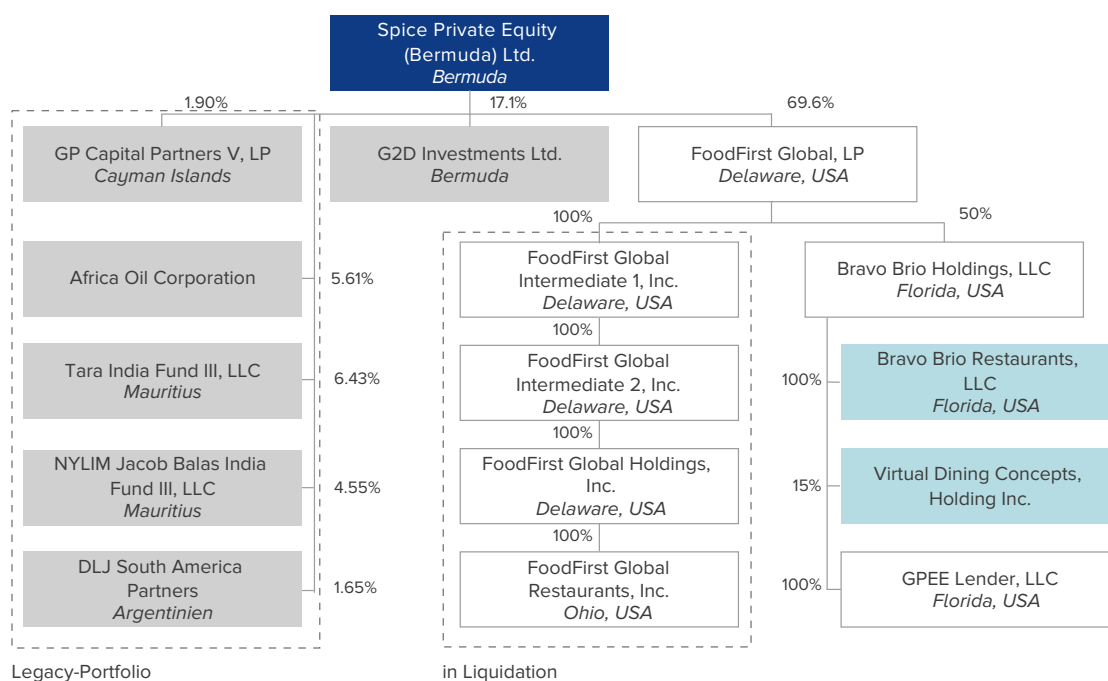 Spice Private Equity
(Bermuda) Ltd.
Bermuda
1.90%
17.1%
69.6%
GP Capital Partners V, LP
Cayman Islands
G2D Investments Ltd.
Bermuda
FoodFirst Global, LP
Delaware, USA
100%
50%
Africa Oil Corporation
5.61%
FoodFirst Global
Intermediate 1, Inc.
Delaware, USA
Bravo Brio Holdings, LLC
Florida, USA
100%
Tara India Fund III, LLC
Mauritius
6.43%
FoodFirst Global
Intermediate 2, Inc.
Delaware, USA
100%
Bravo Brio Restaurants,
LLC
Florida, USA
100%
NYLIM Jacob Balas India
Fund III, LLC
Mauritius
4.55%
FoodFirst Global Holdings,
Inc.
Delaware, USA
15%
Virtual Dining Concepts,
Holding Inc.
100%
DLJ South America
Partners
Argentinien
1.65%
FoodFirst Global
Restaurants, Inc.
Ohio, USA
100%
GPEE Lender, LLC
Florida, USA
Legacy-Portfolio
in Liquidation